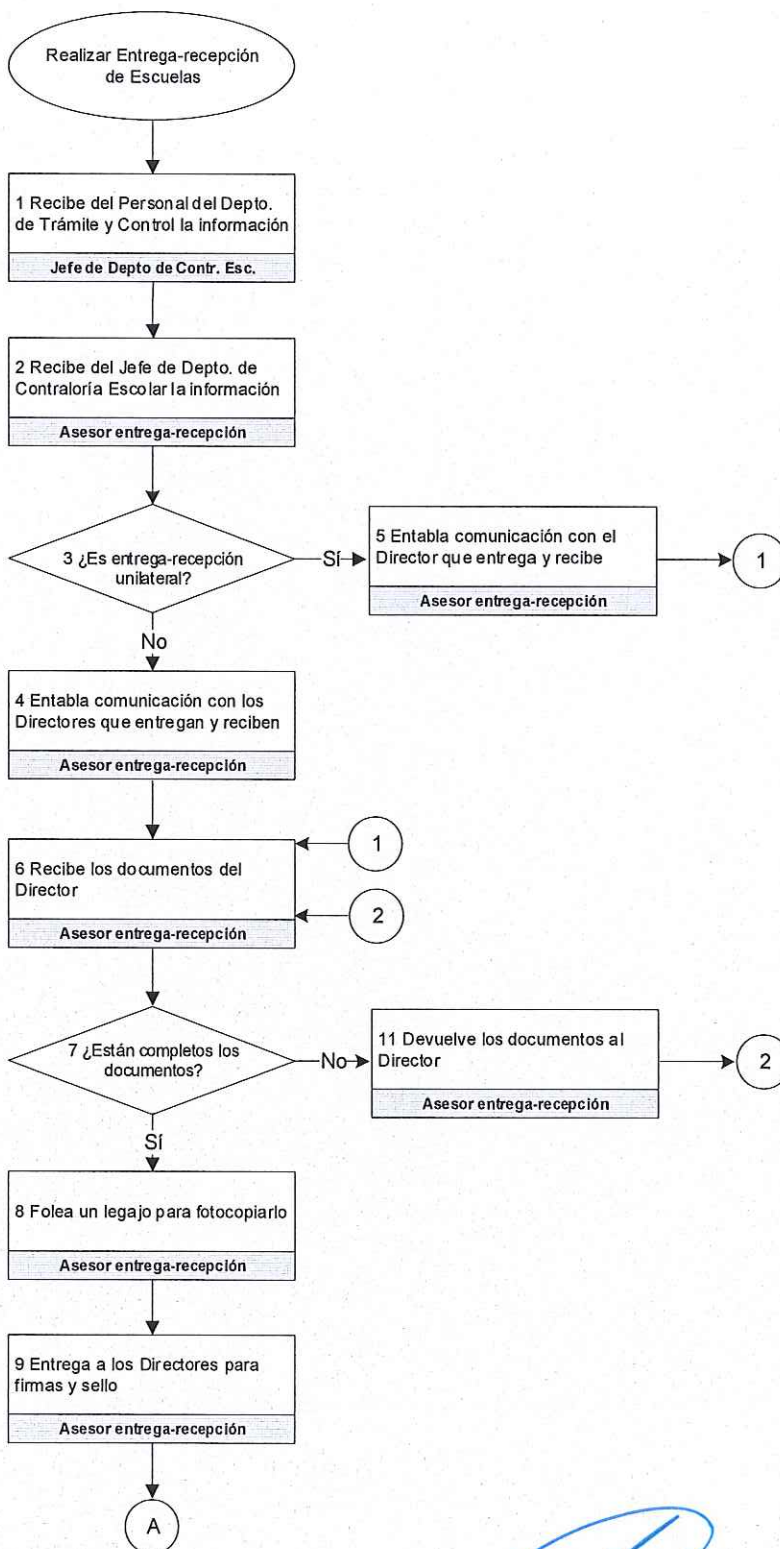 Realizar Entrega-recepción
de Escuelas
1 Recibe del Personal del Depto.
de Trámite y Control la información
Jefe de Depto de Contr. Esc.
2 Recibe del Jefe de Depto. de
Contraloría Escolar la información
Asesor entrega-recepción
3 ¿Es entrega-recepción
unilateral?
Sí
5 Entabla comunicación con el
Director que entrega y recibe
Asesor entrega-recepción
1
No
4 Entabla comunicación con los
Directores que entregan y reciben
Asesor entrega-recepción
1
6 Recibe los documentos del
Director
2
Asesor entrega-recepción
7 ¿Están completos los
documentos?
No
11 Devuelve los documentos al
Director
Asesor entrega-recepción
2
Sí
8 Folea un legajo para fotocopiarlo
Asesor entrega-recepción
9 Entrega a los Directores para
firmas y sello
Asesor entrega-recepción
A